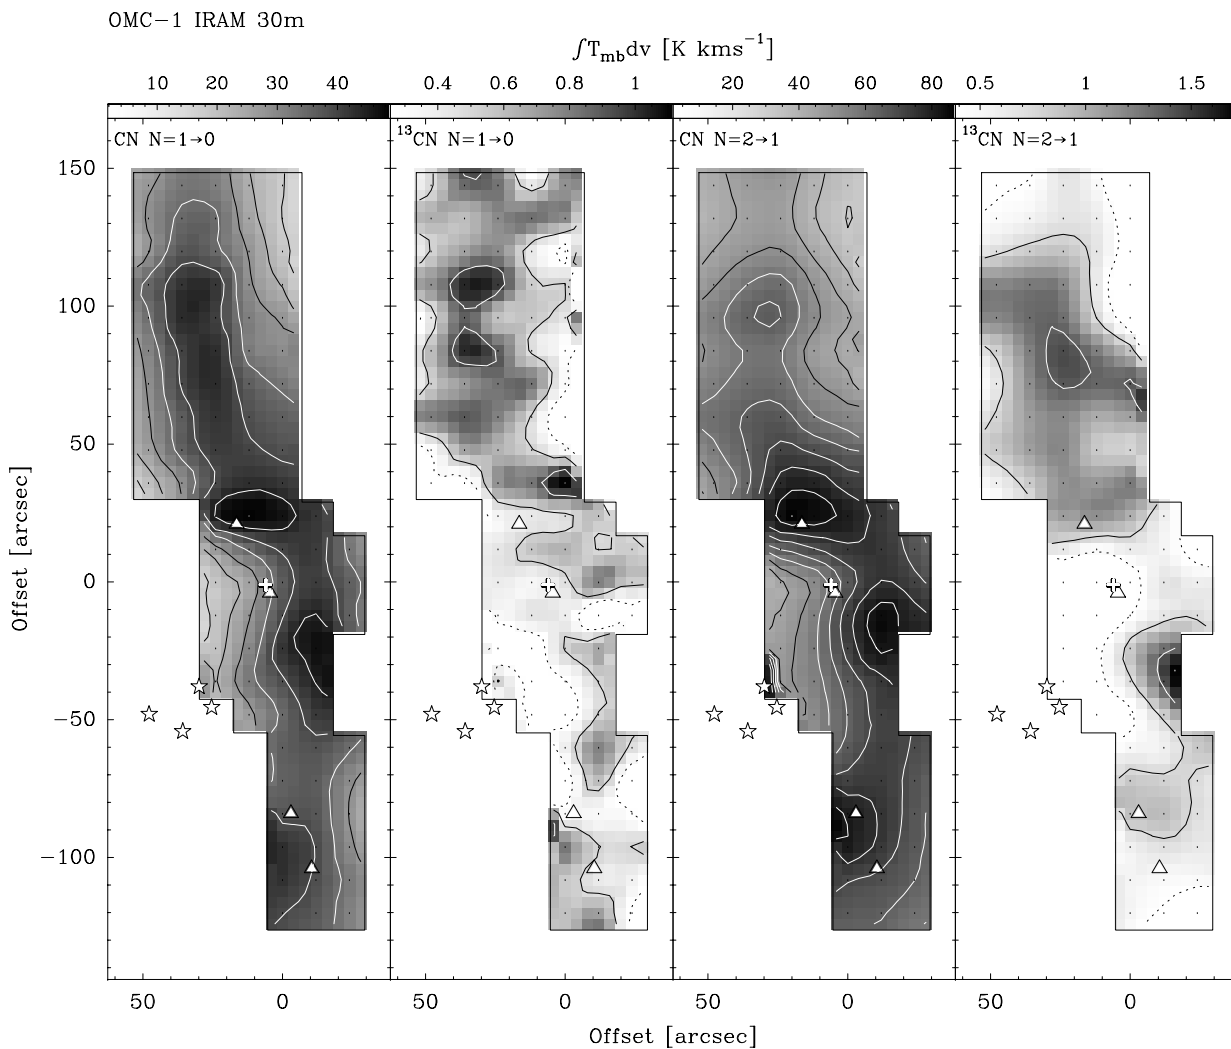 OMC−1 IRAM 30m
∫T_mb dv [K kms⁻¹]
10 20 30 40
0.4 0.6 0.8 1
20 40 60 80
0.5 1 1.5
CN N=1→0
¹³CN N=1→0
CN N=2→1
¹³CN N=2→1
150
100
50
0
−50
−100
Offset [arcsec]
50 0
50 0
50 0
50 0
Offset [arcsec]